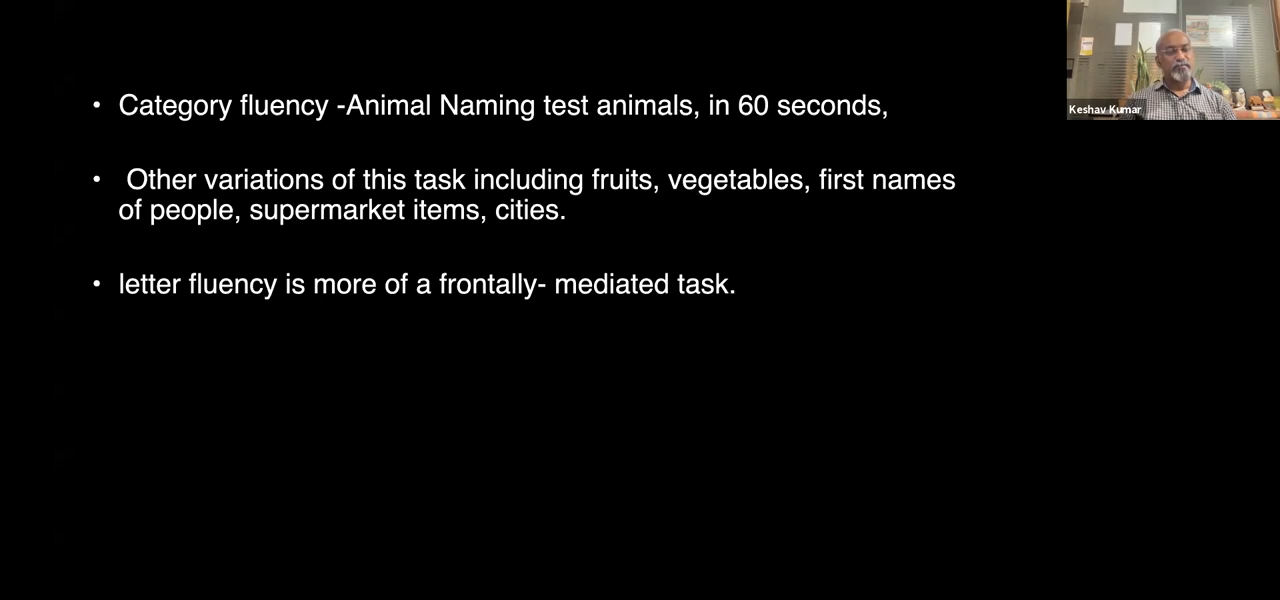 • Category fluency -Animal Naming test animals, in 60 seconds,
• Other variations of this task including fruits, vegetables, first names
of people, supermarket items, cities.
• letter fluency is more of a frontally- mediated task.
Keshav Kumar